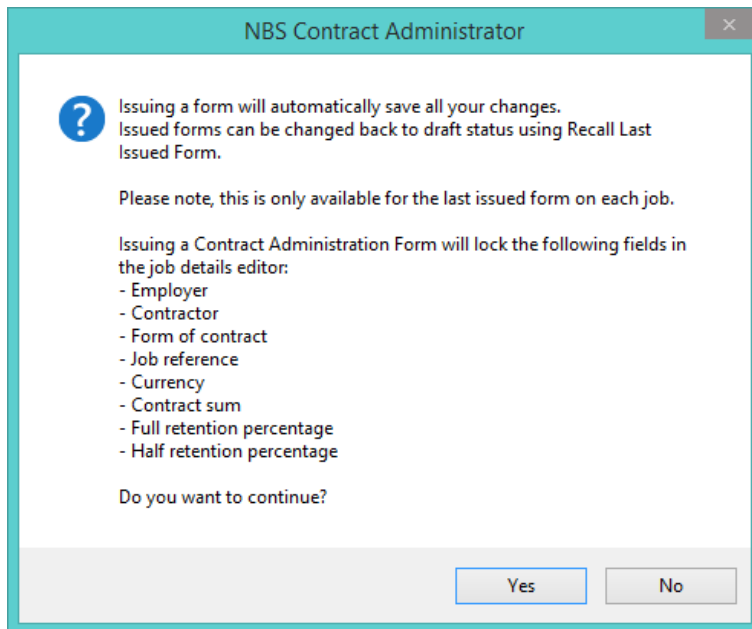 NBS Contract Administrator
Issuing a form will automatically save all your changes.
Issued forms can be changed back to draft status using Recall Last
Issued Form.
Please note, this is only available for the last issued form on each job.
Issuing a Contract Administration Form will lock the following fields in
the job details editor:
- Employer
- Contractor
- Form of contract
- Job reference
- Currency
- Contract sum
- Full retention percentage
- Half retention percentage
Do you want to continue?
Yes
No